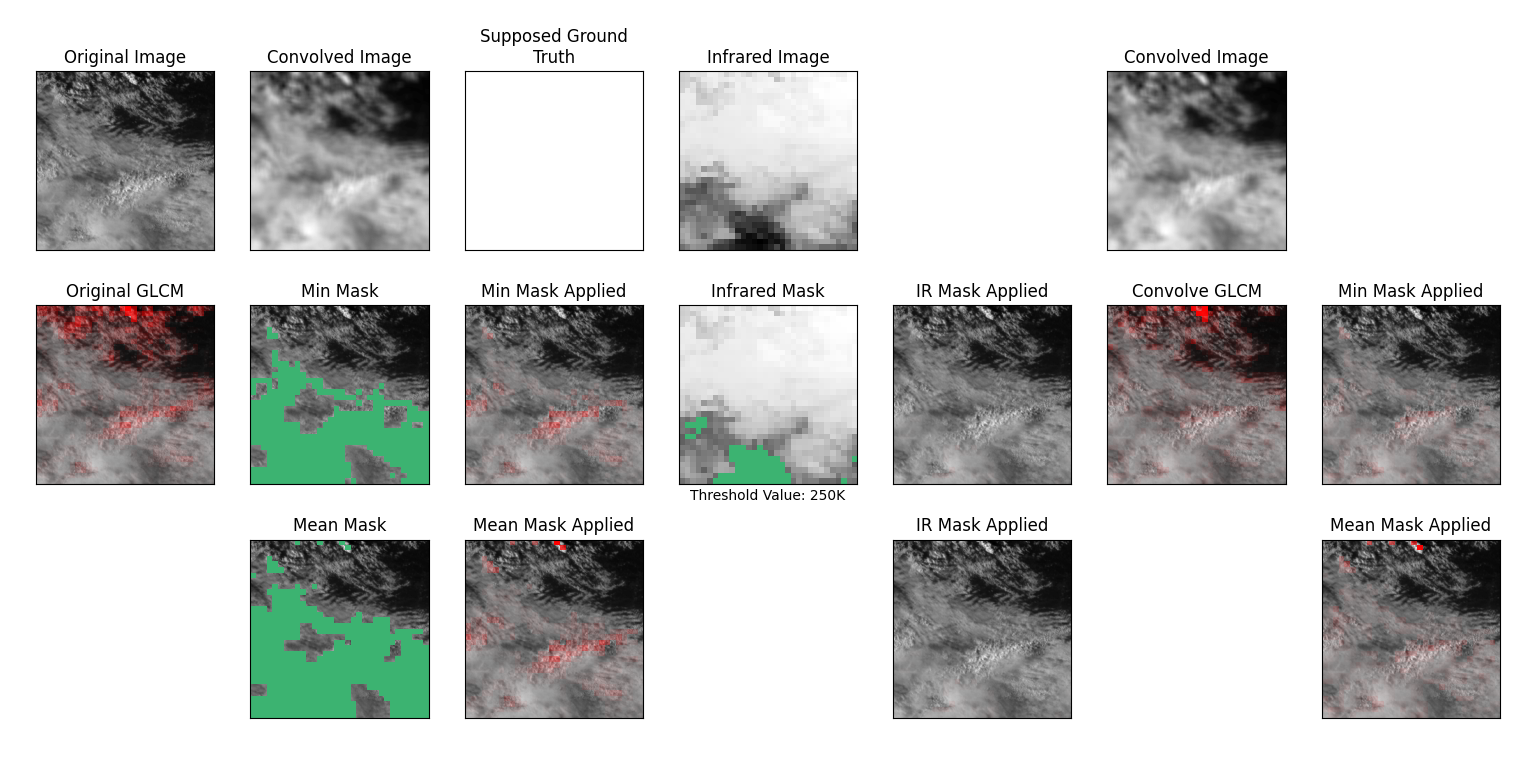 Original Image
Convolved Image
Supposed Ground
Truth
Infrared Image
Convolved Image
Original GLCM
Min Mask
Min Mask Applied
Infrared Mask
IR Mask Applied
Convolve GLCM
Min Mask Applied
Threshold Value: 250K
Mean Mask
Mean Mask Applied
IR Mask Applied
Mean Mask Applied